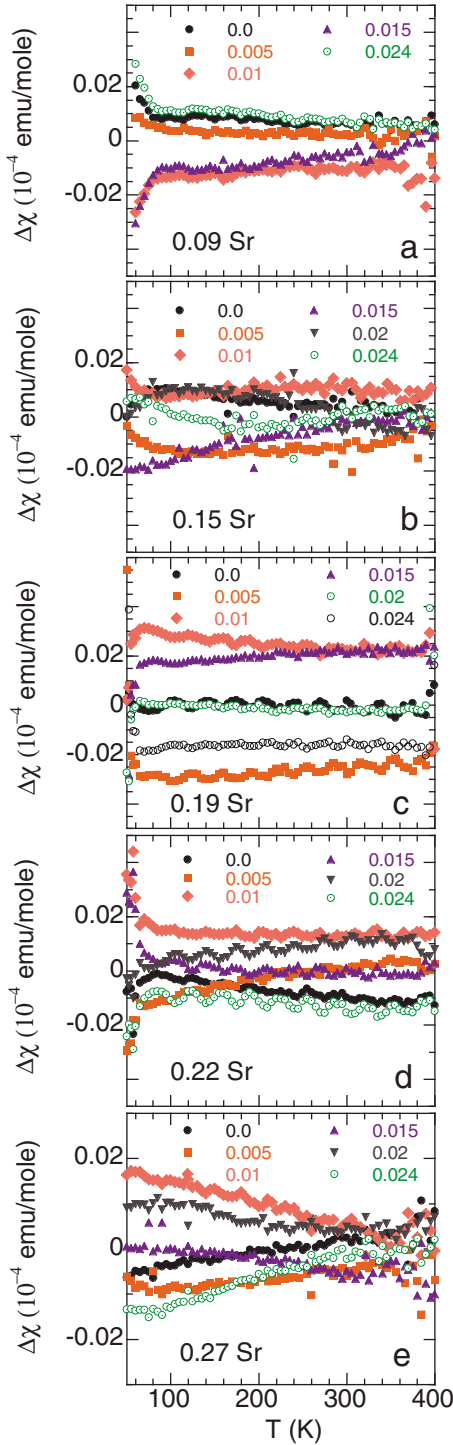 0.0 0.015
0.005 0.024
0.01
0.02
0
-0.02
Δχ (10⁻⁴ emu/mole)
0.09 Sr
a
0.0 0.015
0.005 0.02
0.01 0.024
0.02
0
-0.02
Δχ (10⁻⁴ emu/mole)
0.15 Sr
b
0.0 0.015
0.005 0.02
0.01 0.024
0.02
0
-0.02
Δχ (10⁻⁴ emu/mole)
0.19 Sr
c
0.0 0.015
0.005 0.02
0.01 0.024
0.02
0
-0.02
Δχ (10⁻⁴ emu/mole)
0.22 Sr
d
0.0 0.015
0.005 0.02
0.01 0.024
0.02
0
-0.02
Δχ (10⁻⁴ emu/mole)
0.27 Sr
e
100 200 300 400
T (K)